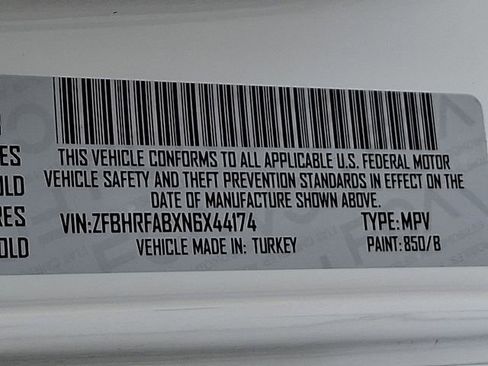 ES
THIS VEHICLE CONFORMS TO ALL APPLICABLE U.S. FEDERAL MOTOR
OLD
VEHICLE SAFETY AND THEFT PREVENTION STANDARDS IN EFFECT ON THE
DATE OF MANUFACTURE SHOWN ABOVE.
RES
VIN:ZFBHRFABXN6X44174 TYPE:MPV
OLD
VEHICLE MADE IN: TURKEY PAINT:850/B